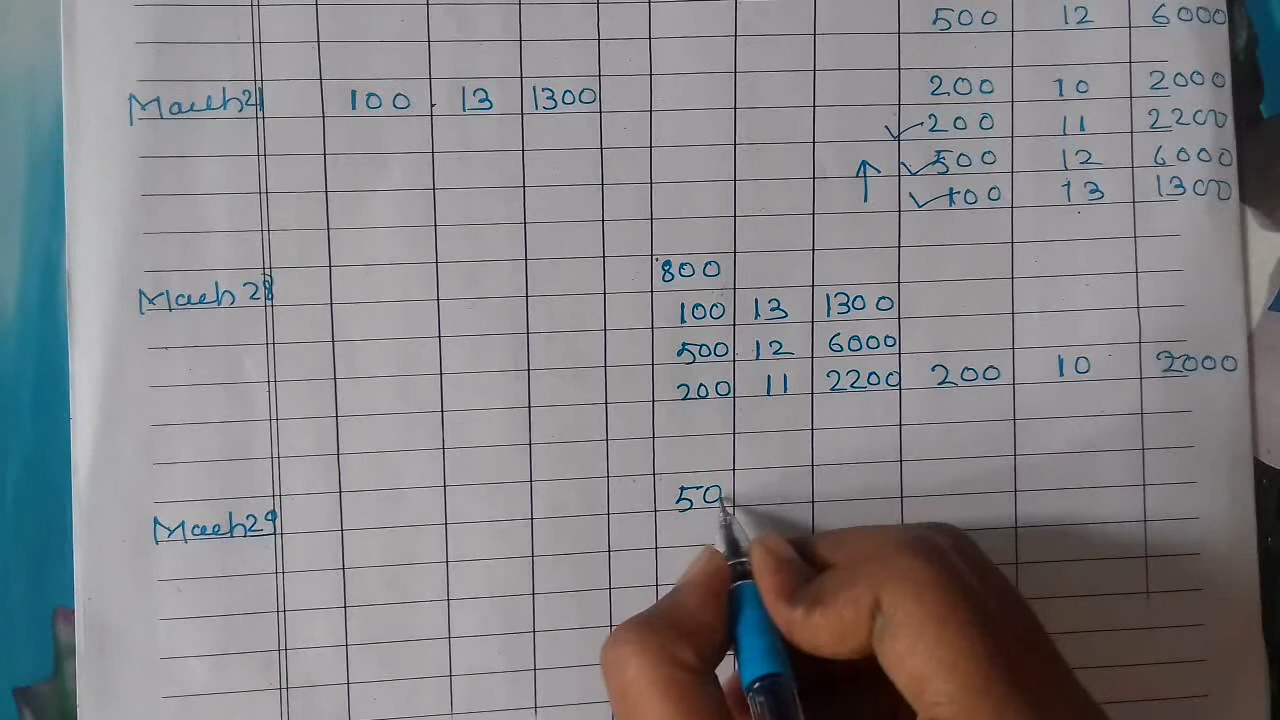 500 12 6000
200 10 2000
March 21 100 13 1300
200 11 2200
500 12 6000
100 13 1300
800
March 28
100 13 1300
500 12 6000
200 11 2200 200 10 2000
50
March 29